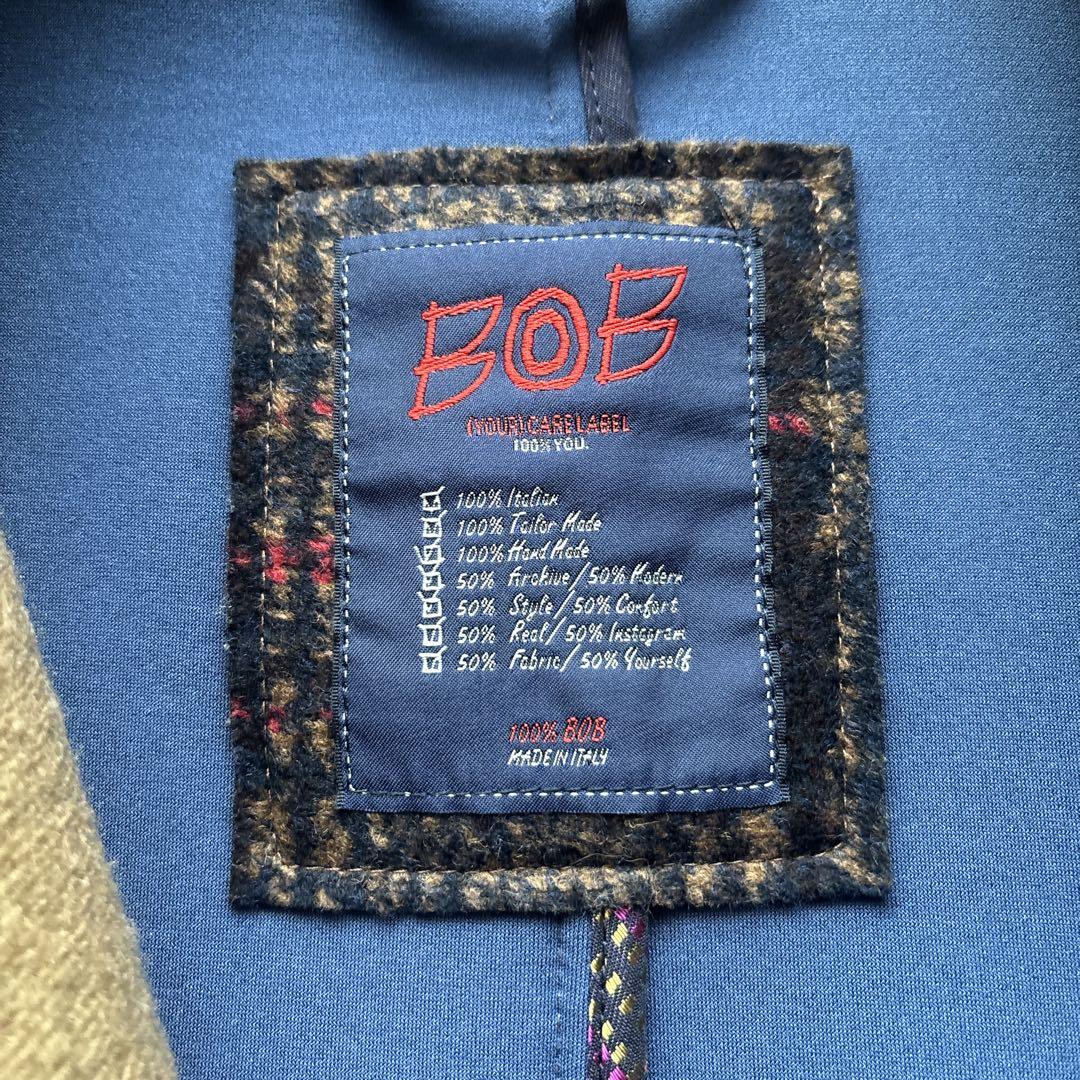 BOB
(YOUR) CARE LABEL
100% YOU.
100% Italian
100% Tailor Made
100% Hand Made
50% Archive / 50% Modern
50% Style / 50% Confort
50% Real / 50% Instagram
50% Fabric / 50% Yourself
100% BOB
MADE IN ITALY